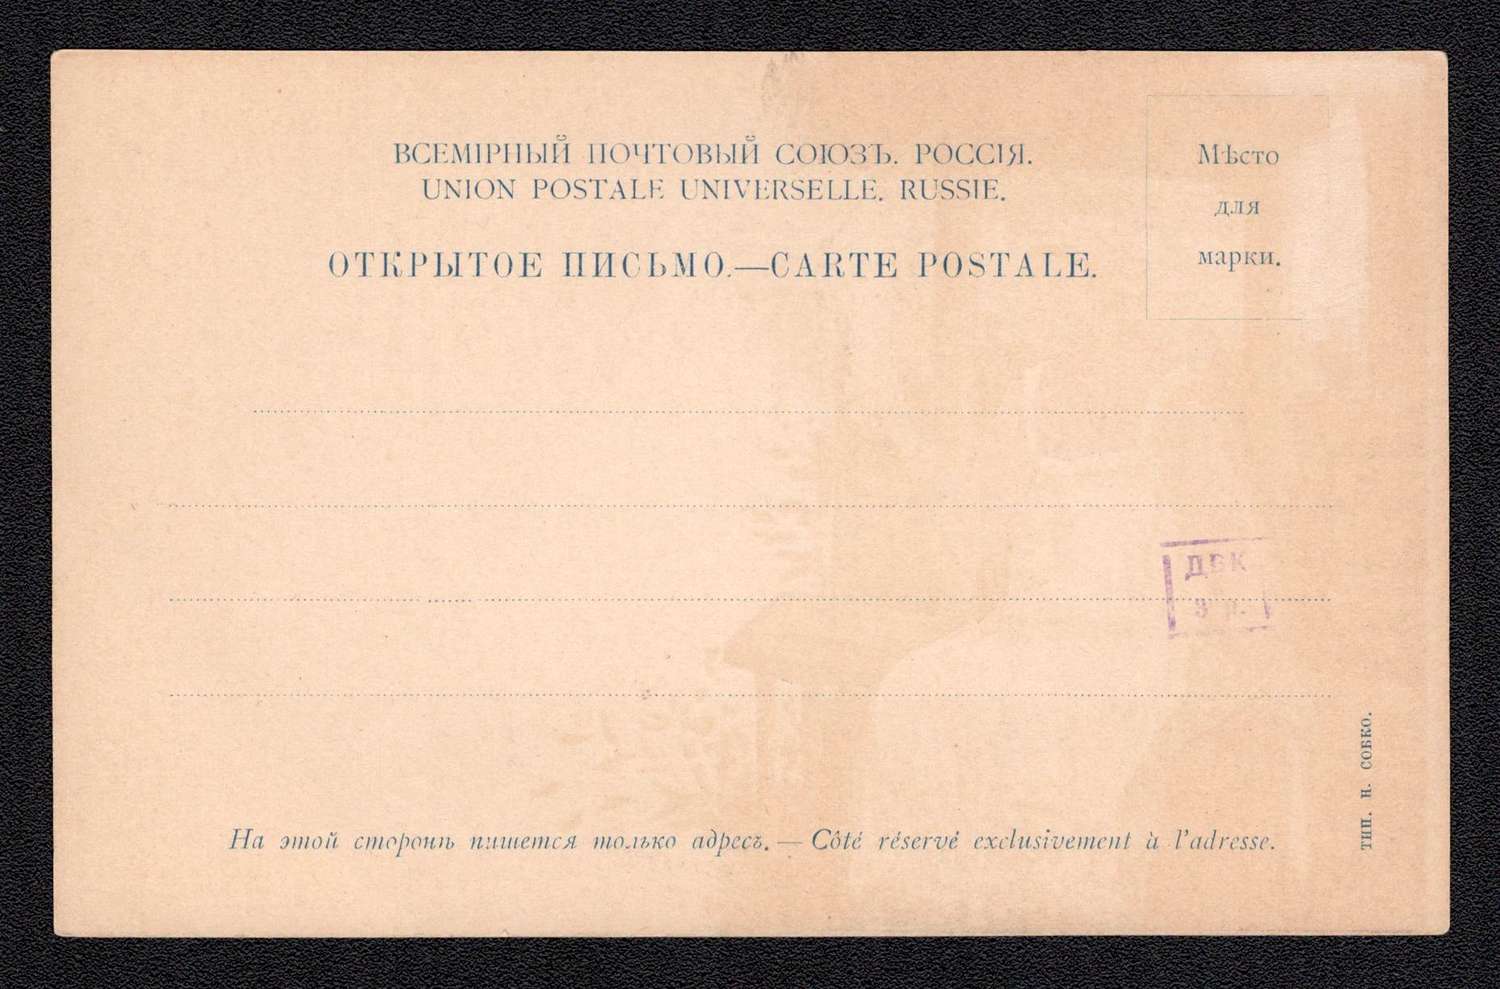 ВСЕМІРНЫЙ ПОЧТОВЫЙ СОЮЗЪ. РОССІЯ.
UNION POSTALE UNIVERSELLE. RUSSIE.
ОТКРЫТОЕ ПИСЬМО.—CARTE POSTALE.
Мѣсто
для
марки.
ДВК
На этой сторонѣ пишется только адресъ. — Côté réservé exclusivement à l'adresse.
ТИП. Н. СОБКО.